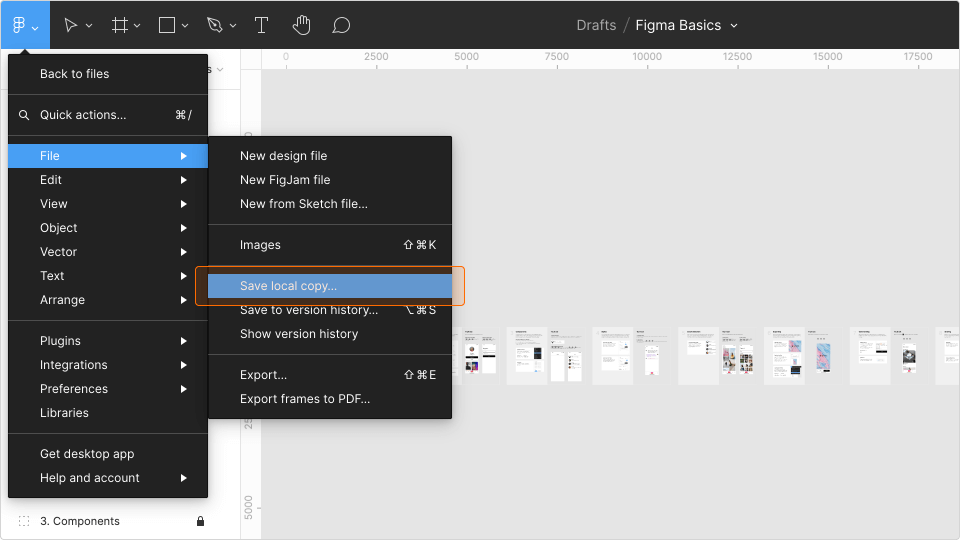 Drafts / Figma Basics
0 2500 5000 7500 10000 12500 15000 17500
s
Back to files
Quick actions... ⌘/
File
Edit
View
Object
Vector
Text
Arrange
Plugins
Integrations
Preferences
Libraries
Get desktop app
Help and account
New design file
New FigJam file
New from Sketch file...
Images ⇧⌘K
Save local copy...
Save to version history... ⌥⌘S
Show version history
Export... ⇧⌘E
Export frames to PDF...
5000
3. Components